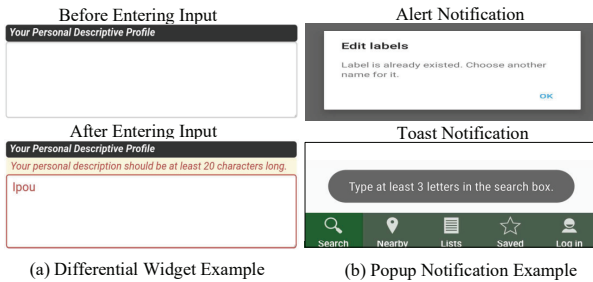 Before Entering Input
Your Personal Descriptive Profile
After Entering Input
Your Personal Descriptive Profile
Your personal description should be at least 20 characters long.
Ipou
(a) Differential Widget Example
Alert Notification
Edit labels
Label is already existed. Choose another
name for it.
OK
Toast Notification
Type at least 3 letters in the search box.
Search Nearby Lists Saved Log in
(b) Popup Notification Example